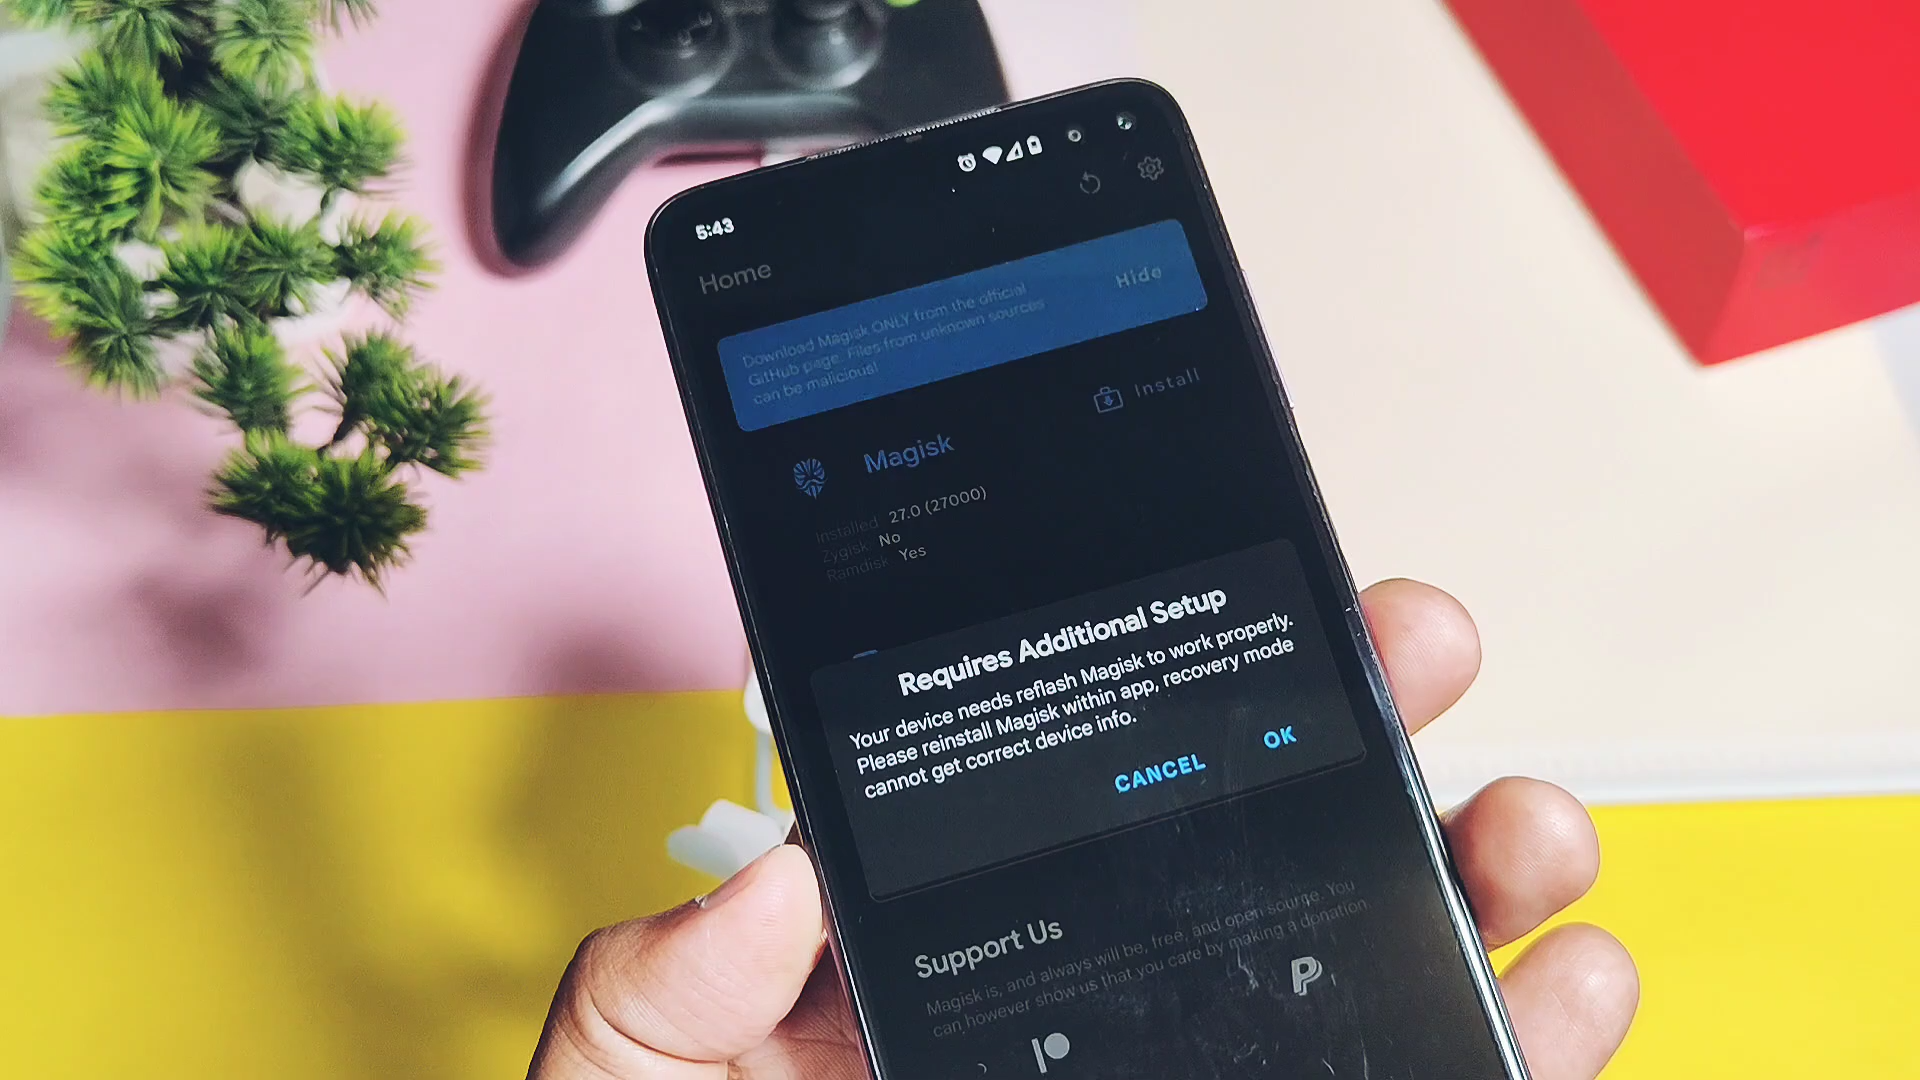 5:43
Home
Download Magisk ONLY from the official
GitHub page. Files from unknown sources
can be malicious!
Hide
Install
Magisk
Installed 27.0 (27000)
Zygisk No
Ramdisk Yes
Requires Additional Setup
Your device needs reflash Magisk to work properly.
Please reinstall Magisk within app, recovery mode
cannot get correct device info.
CANCEL
OK
Support Us
Magisk is, and always will be, free, and open source. You
can however show us that you care by making a donation.